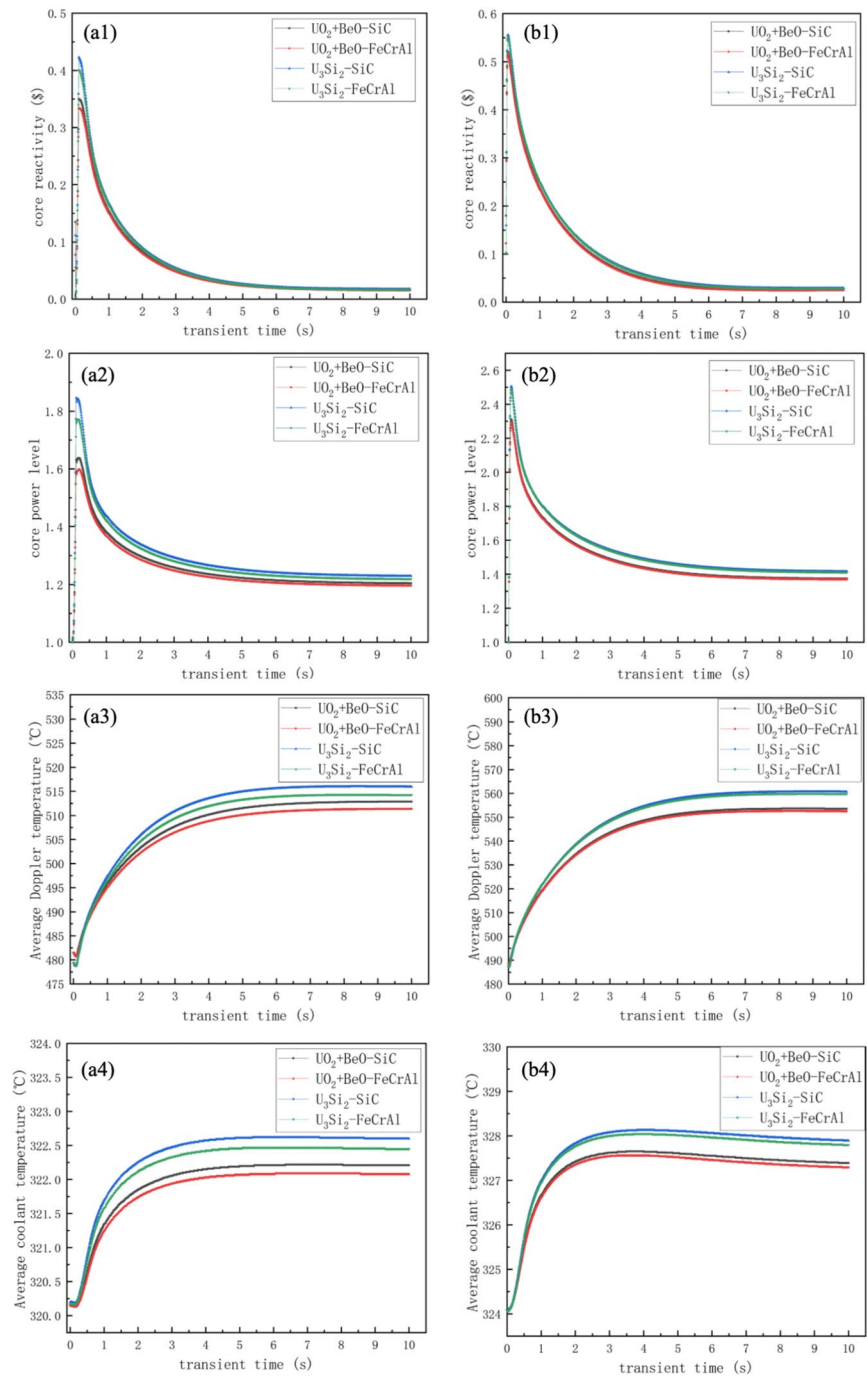 (a1)
UO2+BeO-SiC
UO2+BeO-FeCrAl
U3Si2-SiC
U3Si2-FeCrAl
core reactivity ($)
0.5
0.4
0.3
0.2
0.1
0.0
0 1 2 3 4 5 6 7 8 9 10
transient time (s)
(b1)
UO2+BeO-SiC
UO2+BeO-FeCrAl
U3Si2-SiC
U3Si2-FeCrAl
core reactivity ($)
0.6
0.5
0.4
0.3
0.2
0.1
0.0
0 1 2 3 4 5 6 7 8 9 10
transient time (s)
(a2)
UO2+BeO-SiC
UO2+BeO-FeCrAl
U3Si2-SiC
U3Si2-FeCrAl
core power level
2.0
1.8
1.6
1.4
1.2
1.0
0 1 2 3 4 5 6 7 8 9 10
transient time (s)
(b2)
UO2+BeO-SiC
UO2+BeO-FeCrAl
U3Si2-SiC
U3Si2-FeCrAl
core power level
2.6
2.4
2.2
2.0
1.8
1.6
1.4
1.2
1.0
0 1 2 3 4 5 6 7 8 9 10
transient time (s)
(a3)
UO2+BeO-SiC
UO2+BeO-FeCrAl
U3Si2-SiC
U3Si2-FeCrAl
Average Doppler temperature (℃)
535
530
525
520
515
510
505
500
495
490
485
480
475
0 1 2 3 4 5 6 7 8 9 10
transient time (s)
(b3)
UO2+BeO-SiC
UO2+BeO-FeCrAl
U3Si2-SiC
U3Si2-FeCrAl
Average Doppler temperature (℃)
600
590
580
570
560
550
540
530
520
510
500
490
480
0 1 2 3 4 5 6 7 8 9 10
transient time (s)
(a4)
UO2+BeO-SiC
UO2+BeO-FeCrAl
U3Si2-SiC
U3Si2-FeCrAl
Average coolant temperature (℃)
324.0
323.5
323.0
322.5
322.0
321.5
321.0
320.5
320.0
0 1 2 3 4 5 6 7 8 9 10
transient time (s)
(b4)
UO2+BeO-SiC
UO2+BeO-FeCrAl
U3Si2-SiC
U3Si2-FeCrAl
Average coolant temperature (℃)
330
329
328
327
326
325
324
0 1 2 3 4 5 6 7 8 9 10
transient time (s)